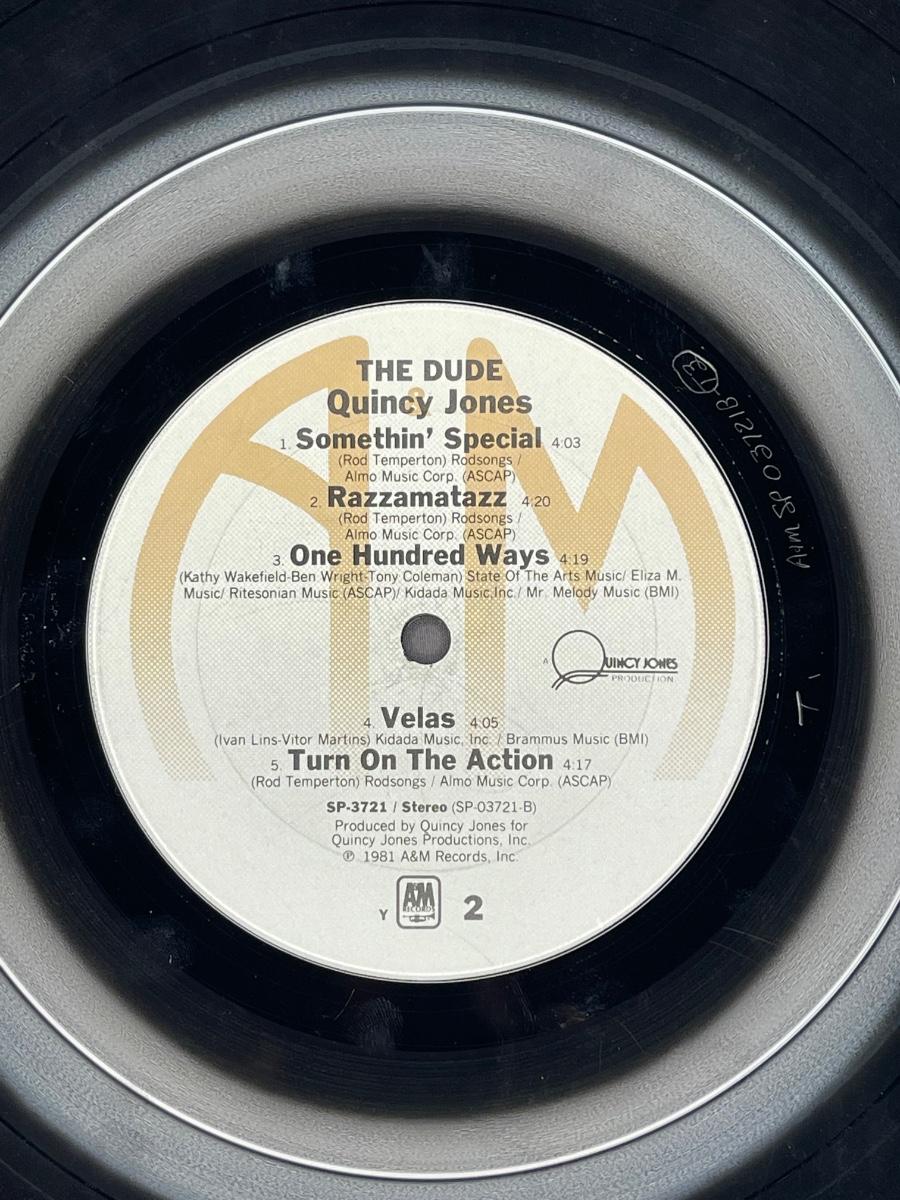 THE DUDE
Quincy Jones
1. Somethin' Special 4:03
(Rod Temperton) Rodsongs /
Almo Music Corp. (ASCAP)
2. Razzamatazz 4:20
(Rod Temperton) Rodsongs /
Almo Music Corp. (ASCAP)
3. One Hundred Ways 4:19
(Kathy Wakefield-Ben Wright-Tony Coleman) State Of The Arts Music/ Eliza M.
Music/ Ritesonian Music (ASCAP)/ Kidada Music,Inc./ Mr. Melody Music (BMI)
A QUINCY JONES
PRODUCTION
4. Velas 4:05
(Ivan Lins-Vitor Martins) Kidada Music, Inc. / Brammus Music (BMI)
5. Turn On The Action 4:17
(Rod Temperton) Rodsongs / Almo Music Corp. (ASCAP)
SP-3721 / Stereo (SP-03721-B)
Produced by Quincy Jones for
Quincy Jones Productions, Inc.
℗ 1981 A&M Records, Inc.
Y A&M RECORDS 2
A&M